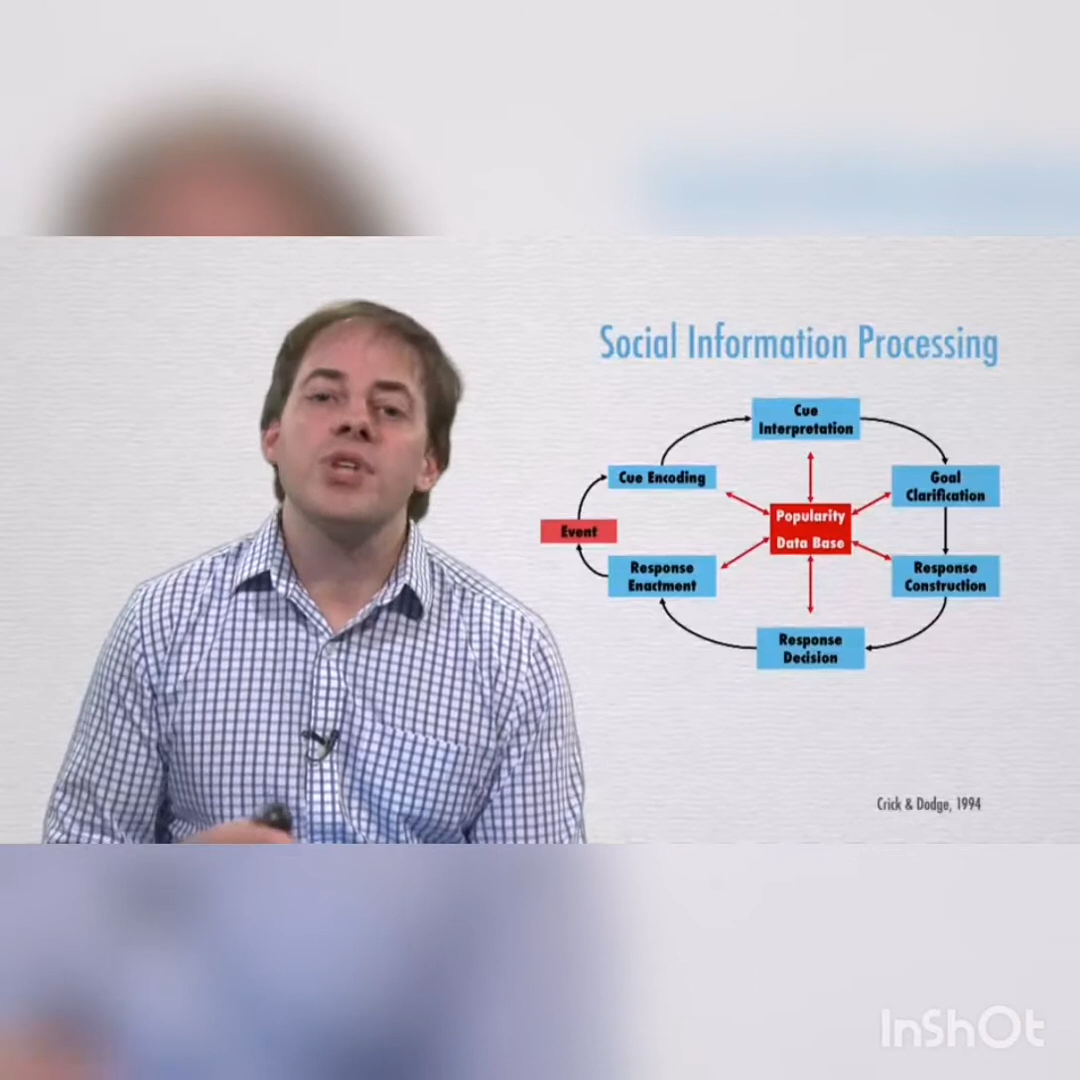 Social Information Processing
Cue
Interpretation
Cue Encoding
Goal
Clarification
Event
Popularity
Data Base
Response
Enactment
Response
Construction
Response
Decision
Crick & Dodge, 1994
InShOt